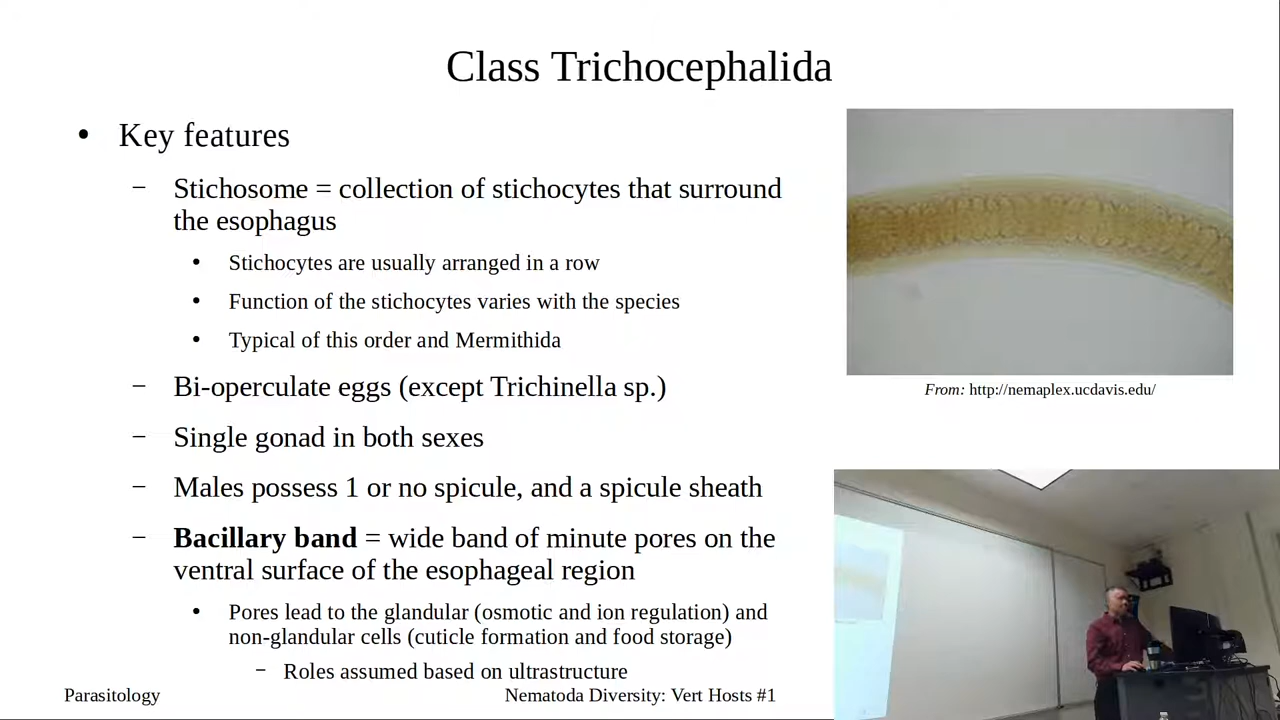 Class Trichocephalida
• Key features
– Stichosome = collection of stichocytes that surround
the esophagus
• Stichocytes are usually arranged in a row
• Function of the stichocytes varies with the species
• Typical of this order and Mermithida
– Bi-operculate eggs (except Trichinella sp.)
– Single gonad in both sexes
– Males possess 1 or no spicule, and a spicule sheath
– Bacillary band = wide band of minute pores on the
ventral surface of the esophageal region
• Pores lead to the glandular (osmotic and ion regulation) and
non-glandular cells (cuticle formation and food storage)
– Roles assumed based on ultrastructure
From: http://nemaplex.ucdavis.edu/
Parasitology
Nematoda Diversity: Vert Hosts #1